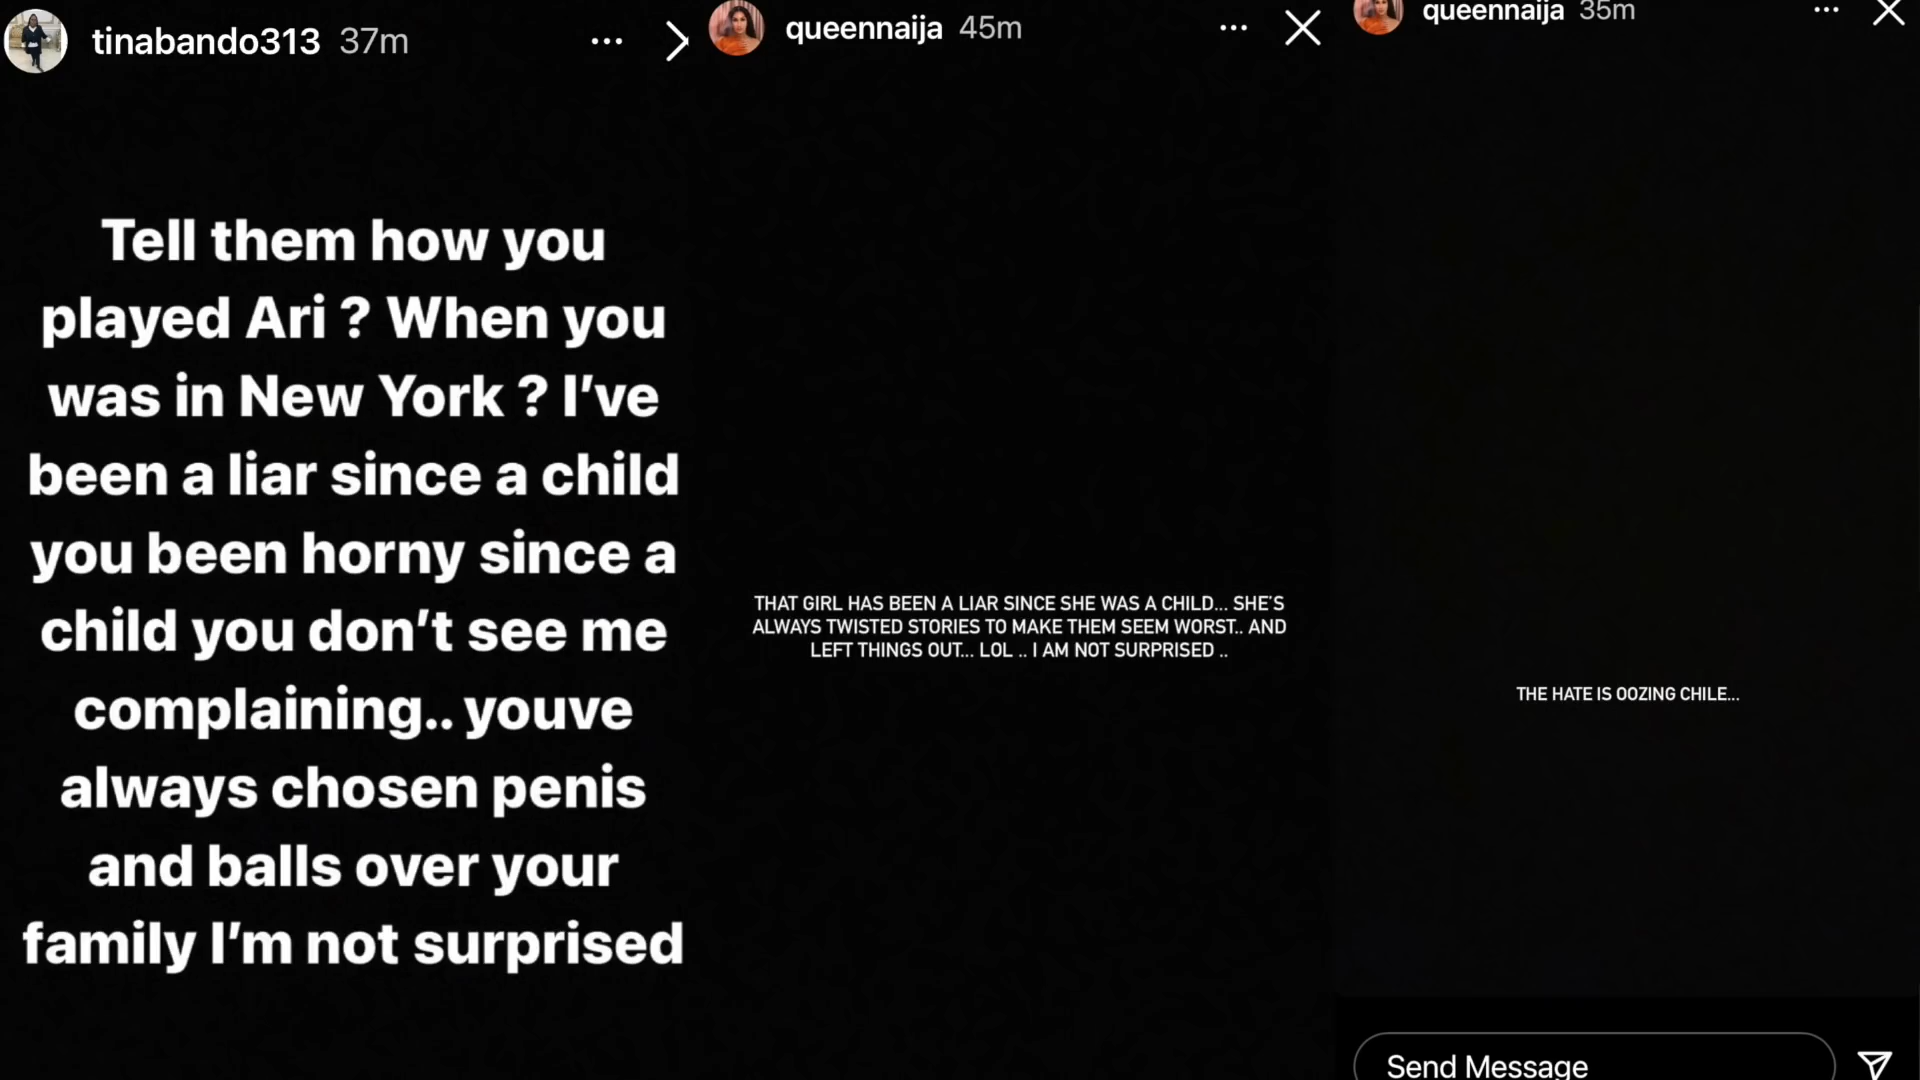 tinabando313 37m
Tell them how you
played Ari ? When you
was in New York ? I’ve
been a liar since a child
you been horny since a
child you don’t see me
complaining.. youve
always chosen penis
and balls over your
family I’m not surprised
queennaija 45m
THAT GIRL HAS BEEN A LIAR SINCE SHE WAS A CHILD... SHE’S
ALWAYS TWISTED STORIES TO MAKE THEM SEEM WORST.. AND
LEFT THINGS OUT... LOL .. I AM NOT SURPRISED ..
queennaija 35m
THE HATE IS OOZING CHILE...
Send Message